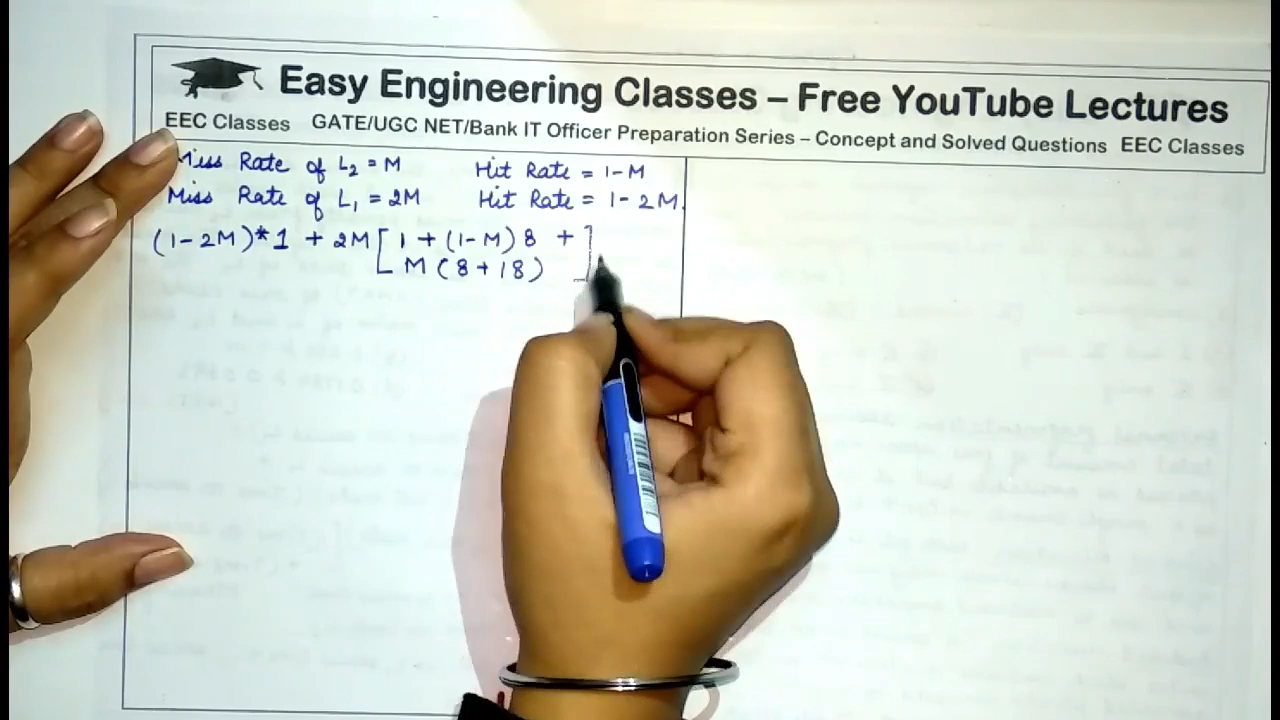 Easy Engineering Classes – Free YouTube Lectures
EEC Classes GATE/UGC NET/Bank IT Officer Preparation Series – Concept and Solved Questions EEC Classes
Miss Rate of L2 = M Hit Rate = 1-M
Miss Rate of L1 = 2M Hit Rate = 1-2M.
(1-2M)*1 + 2M[1 + (1-M)8 +
M(8+18)]